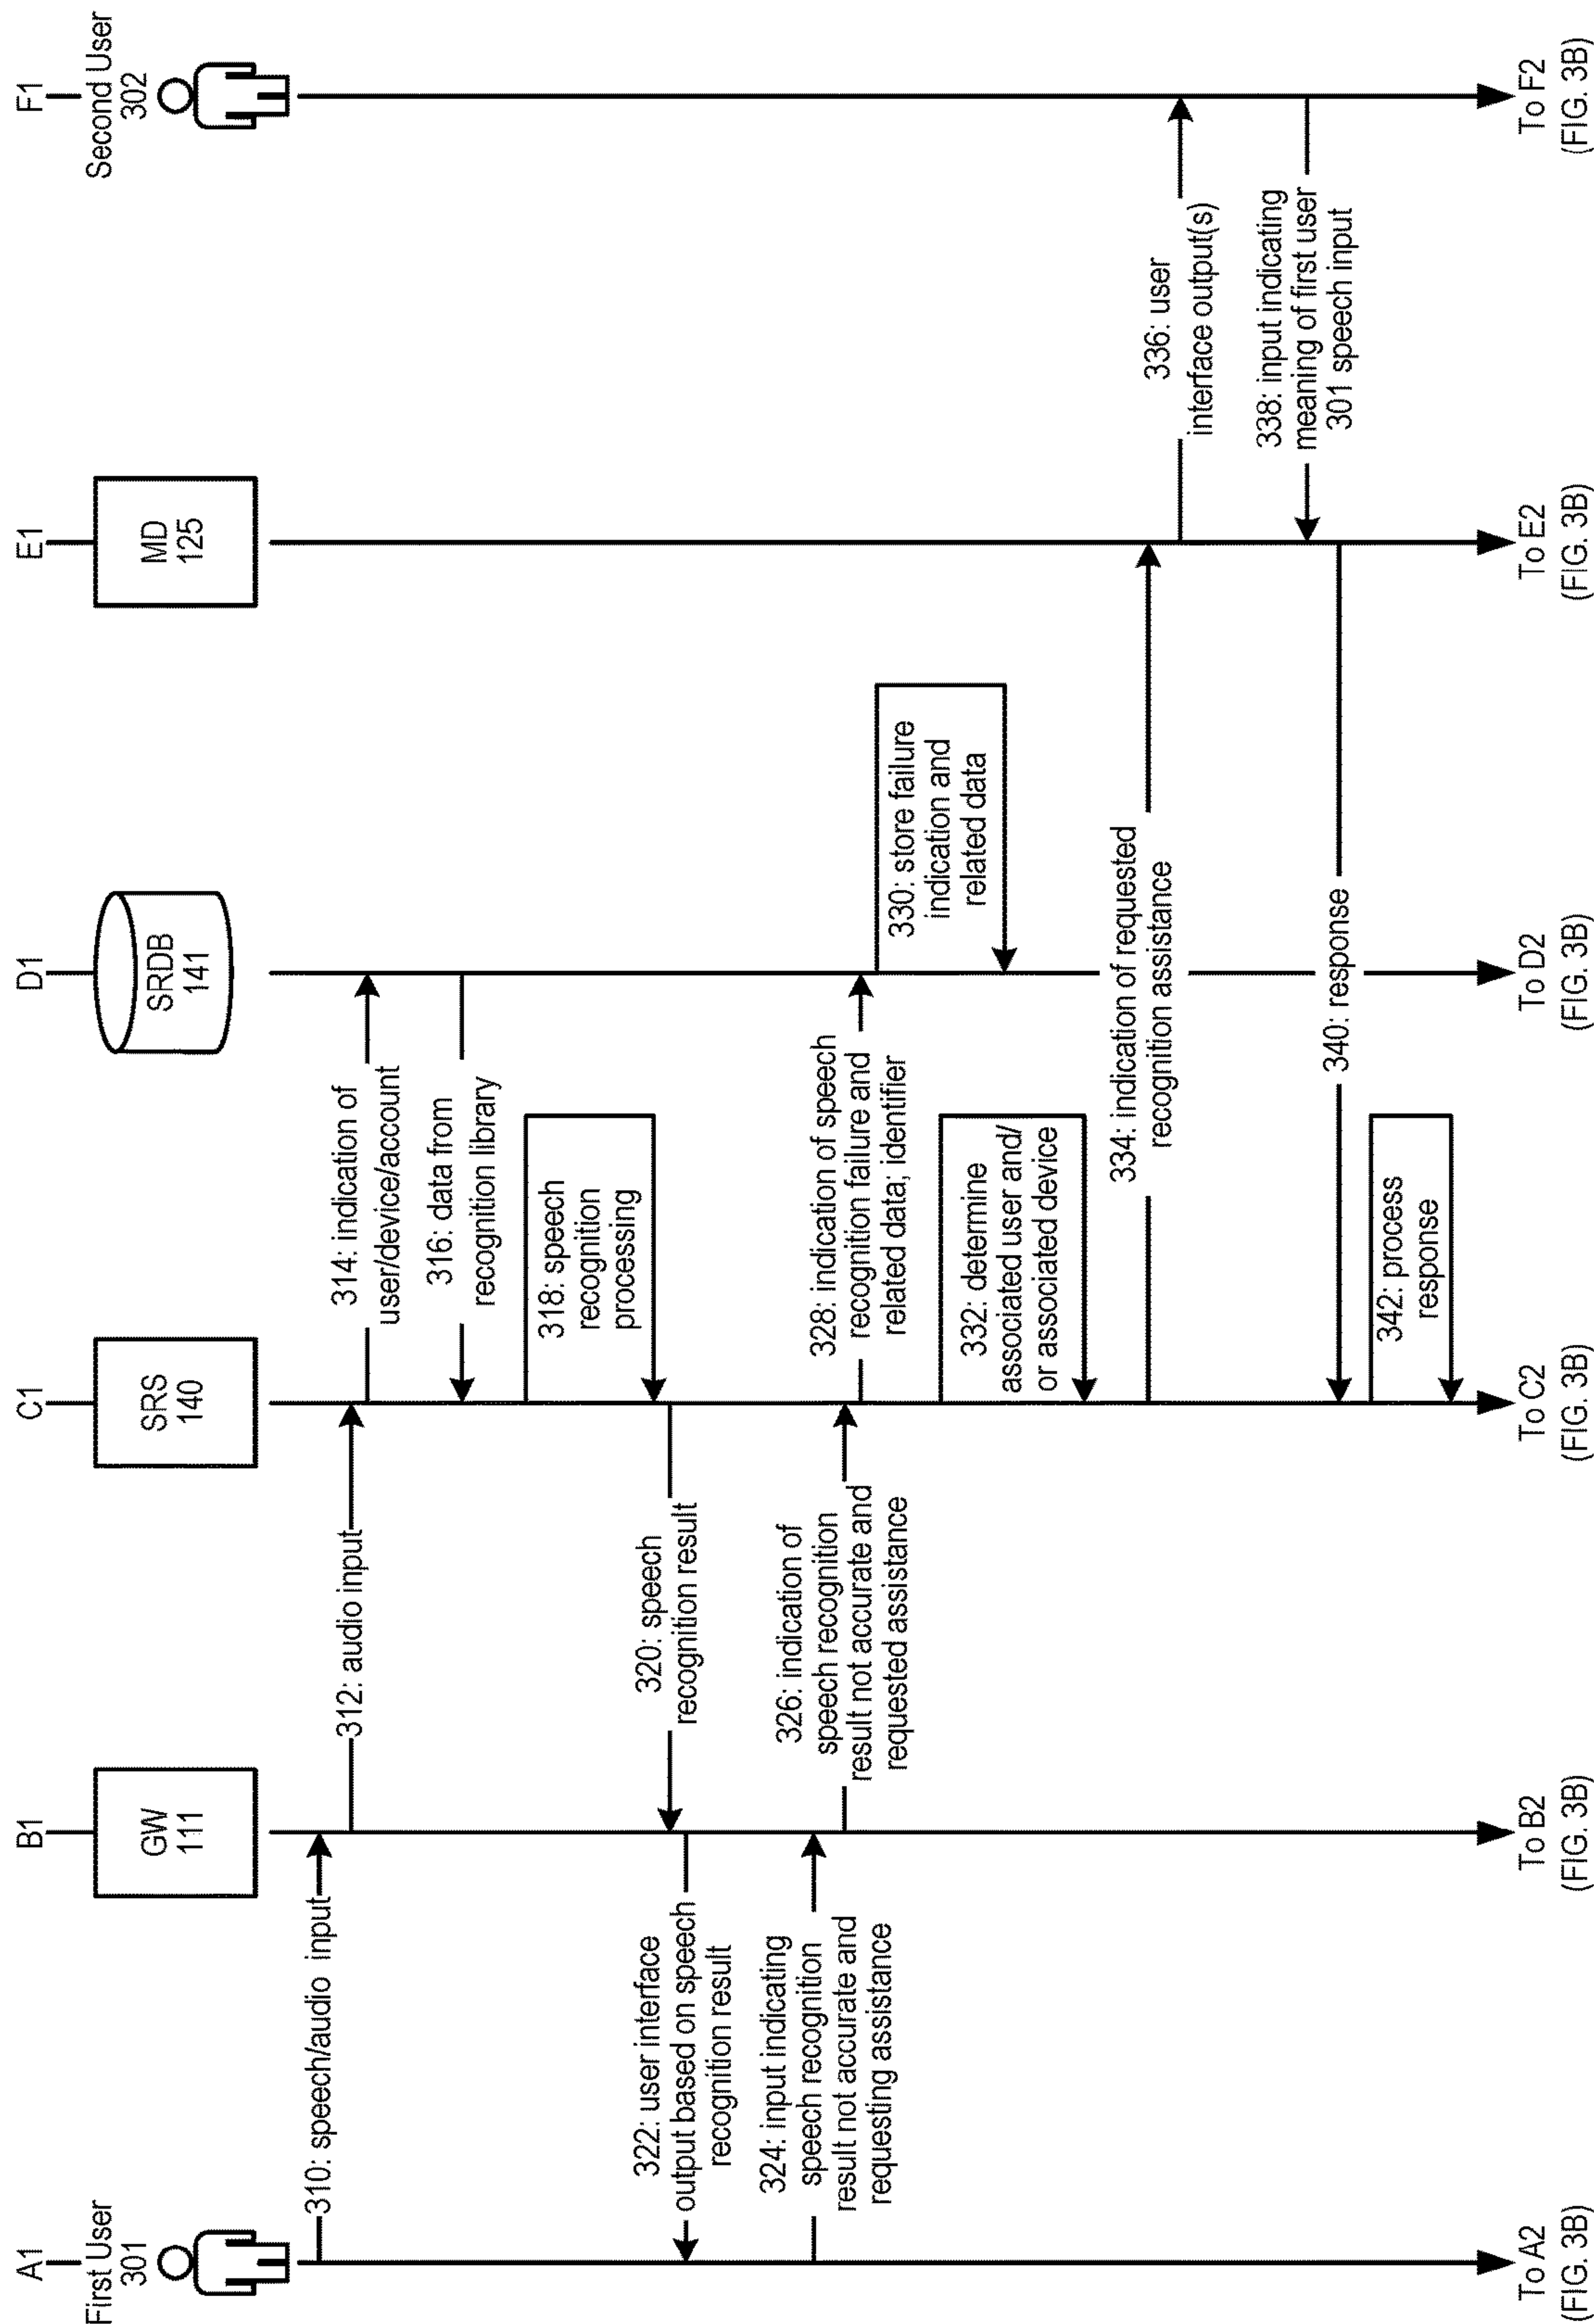 A1
First User
301
B1
GW
111
C1
SRS
140
D1
SRDB
141
E1
MD
125
F1
Second User
302
310: speech/audio input
312: audio input
314: indication of
user/device/account
316: data from
recognition library
318: speech
recognition
processing
320: speech
recognition result
322: user interface
output based on speech
recognition result
324: input indicating
speech recognition
result not accurate and
requesting assistance
326: indication of
speech recognition
result not accurate and
requested assistance
328: indication of speech
recognition failure and
related data; identifier
330: store failure
indication and
related data
332: determine
associated user and/
or associated device
334: indication of requested
recognition assistance
336: user
interface output(s)
338: input indicating
meaning of first user
301 speech input
340: response
342: process
response
To A2
(FIG. 3B)
To B2
(FIG. 3B)
To C2
(FIG. 3B)
To D2
(FIG. 3B)
To E2
(FIG. 3B)
To F2
(FIG. 3B)